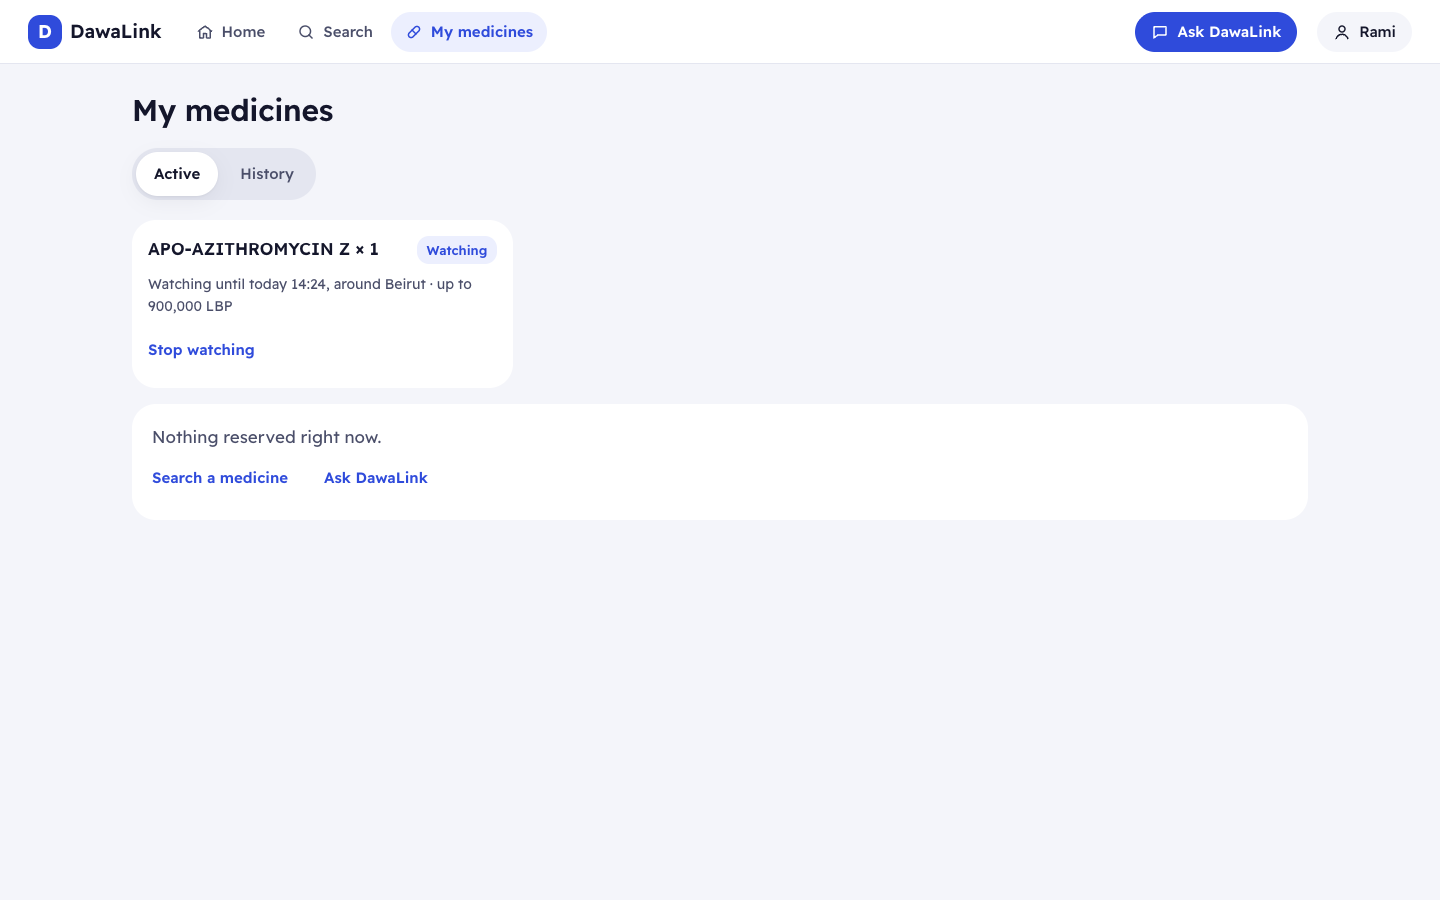 D DawaLink Home Search My medicines Ask DawaLink Rami
My medicines
Active History
APO-AZITHROMYCIN Z × 1 Watching
Watching until today 14:24, around Beirut · up to
900,000 LBP
Stop watching
Nothing reserved right now.
Search a medicine Ask DawaLink